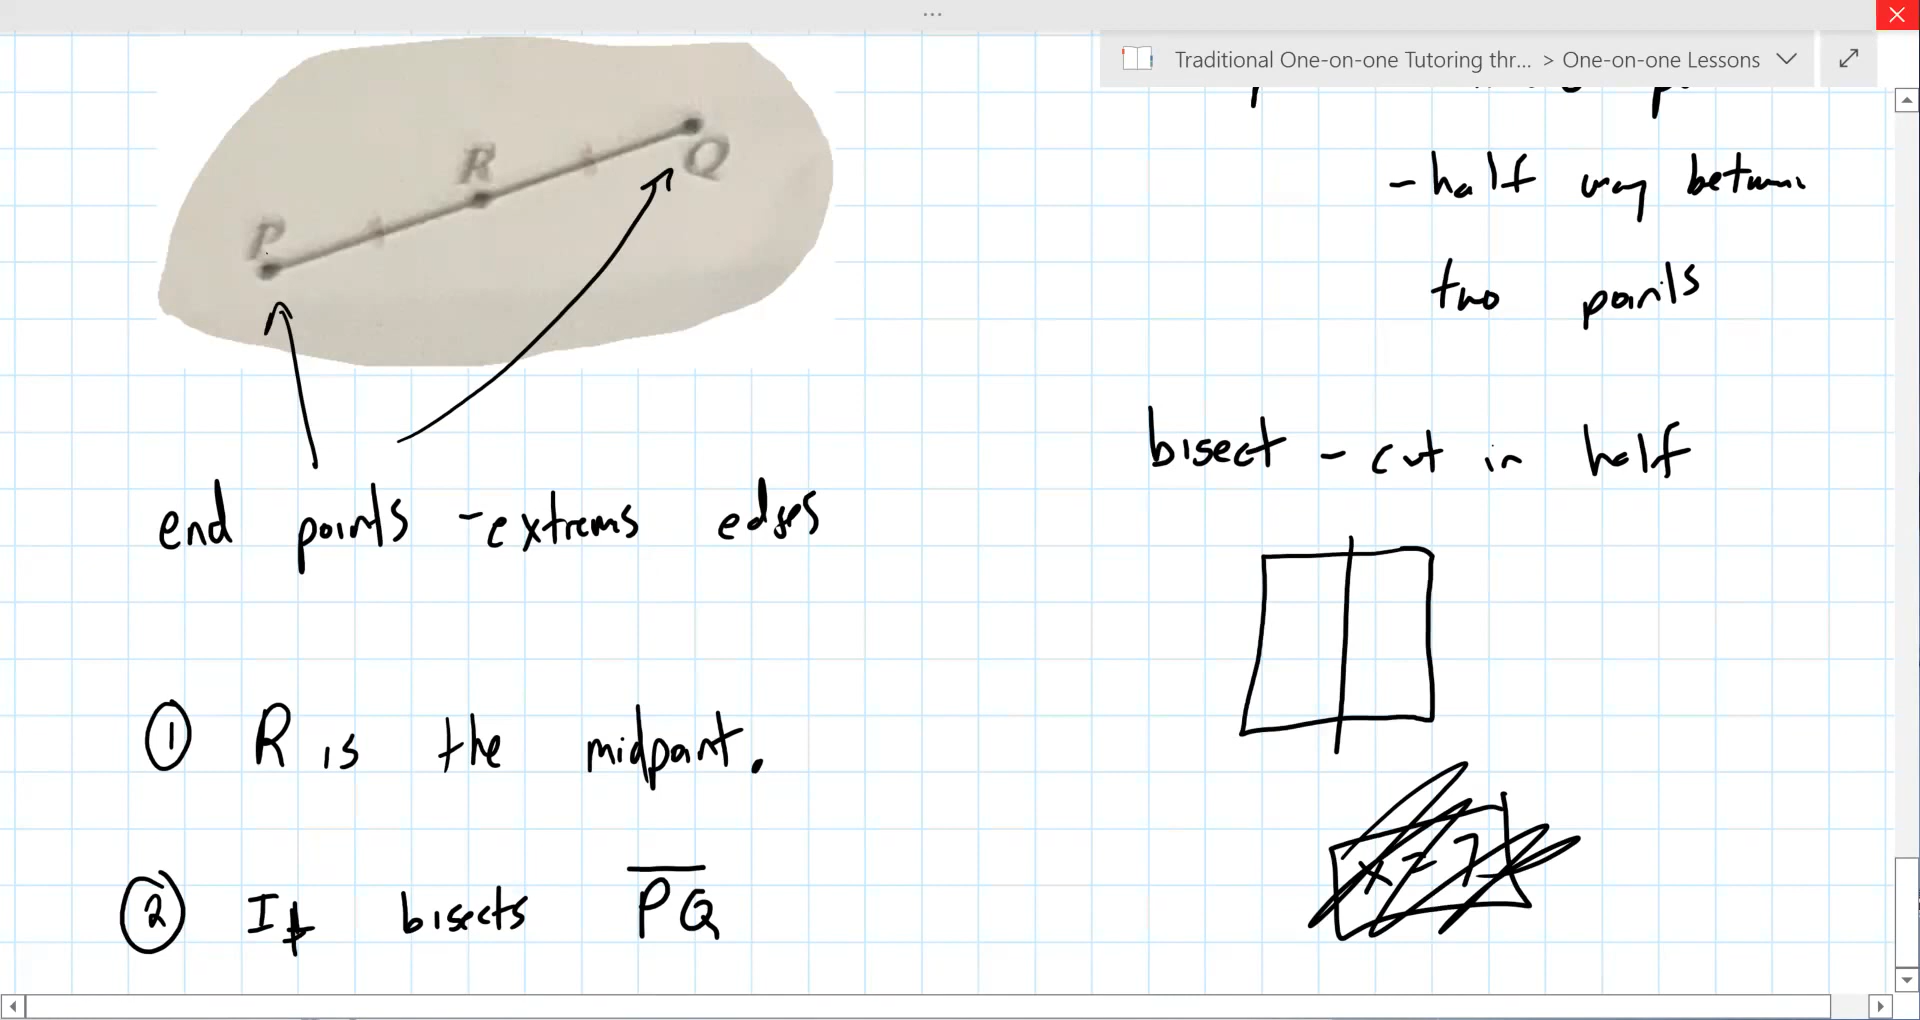 Traditional One-on-one Tutoring thr... > One-on-one Lessons
R
Q
P
- half way between
two points
bisect - cut in half
end points - extrems edges
① R is the midpoint.
② It bisects PQ
x = 7